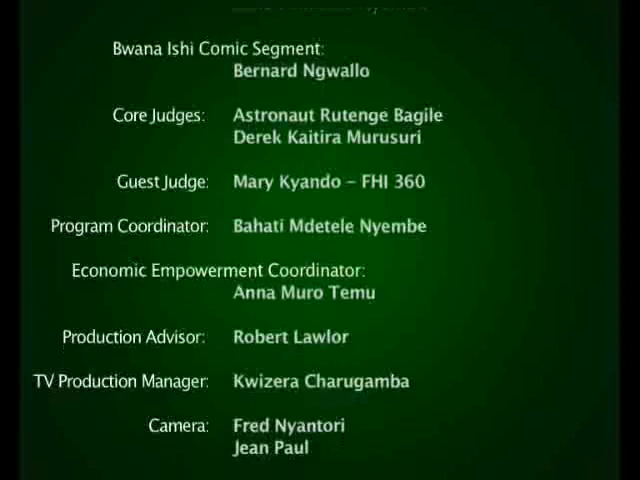 Bwana Ishi Comic Segment:
Bernard Ngwallo
Core Judges: Astronaut Rutenge Bagile
Derek Kaitira Murusuri
Guest Judge: Mary Kyando – FHI 360
Program Coordinator: Bahati Mdetele Nyembe
Economic Empowerment Coordinator:
Anna Muro Temu
Production Advisor: Robert Lawlor
TV Production Manager: Kwizera Charugamba
Camera: Fred Nyantori
Jean Paul